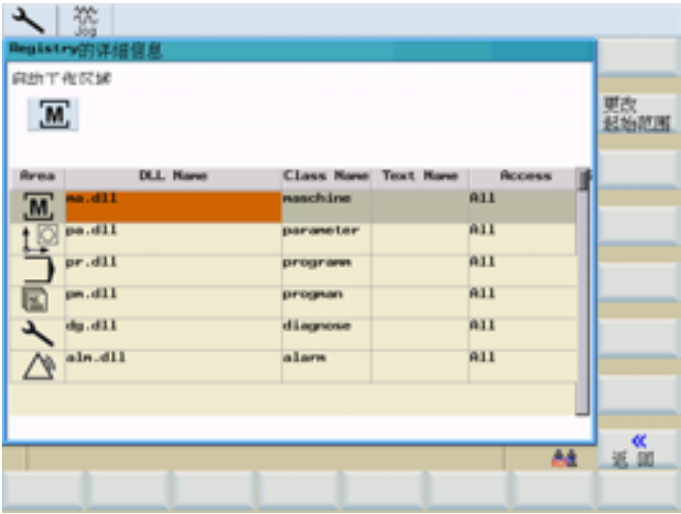 Jog
Registry的详细信息
启动工作区域
M
更改
起始范围
Area DLL Name Class Name Text Name Access
M ma.dll maschine All
pa.dll parameter All
pr.dll programm All
pm.dll progman All
dg.dll diagnose All
alm.dll alarm All
返回